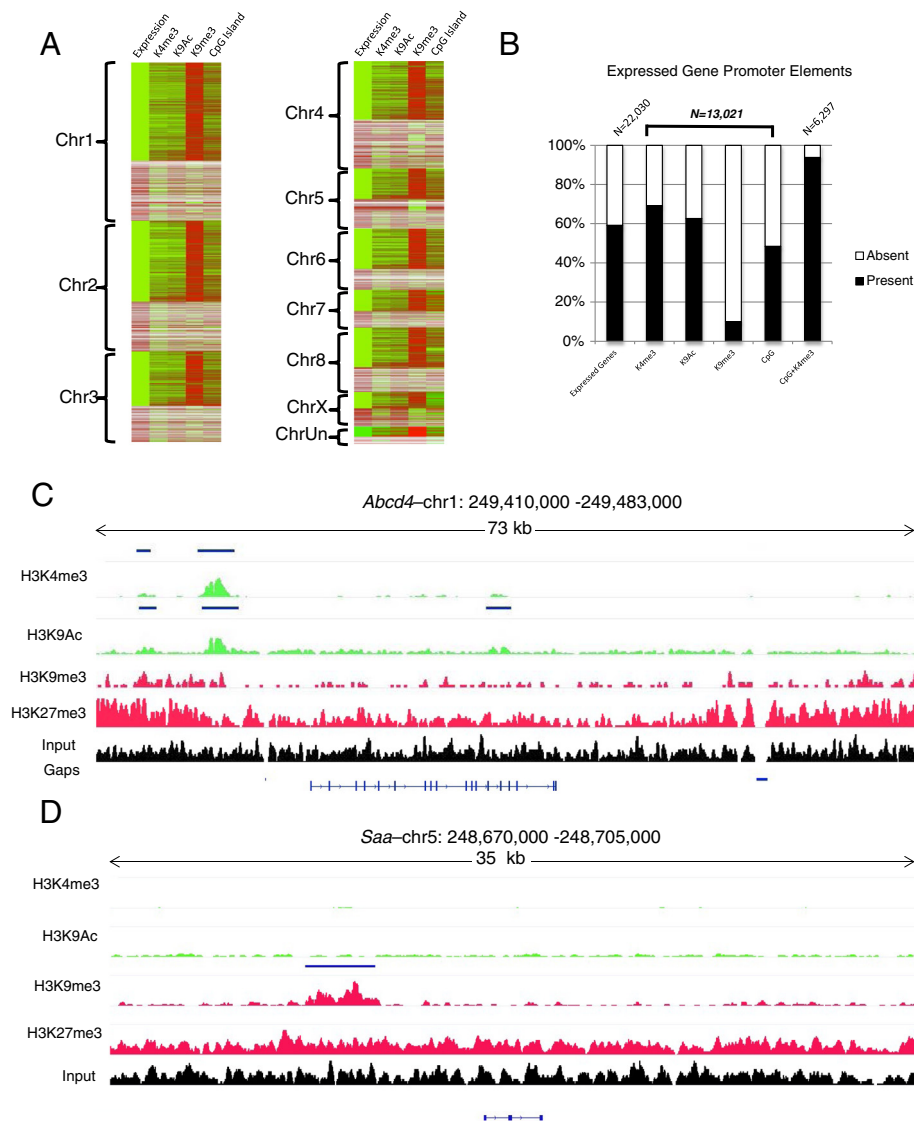 A
Expression
K4me3
K9Ac
K9me3
CpG Island
Chr1
Chr2
Chr3
Expression
K4me3
K9Ac
K9me3
CpG Island
Chr4
Chr5
Chr6
Chr7
Chr8
ChrX
ChrUn
B
Expressed Gene Promoter Elements
N=22,030
N=13,021
N=6,297
100%
80%
60%
40%
20%
0%
Absent
Present
Expressed Genes
K4me3
K9Ac
K9me3
CpG
CpG+K4me3
C
Abcd4–chr1: 249,410,000 -249,483,000
73 kb
H3K4me3
H3K9Ac
H3K9me3
H3K27me3
Input
Gaps
D
Saa–chr5: 248,670,000 -248,705,000
35 kb
H3K4me3
H3K9Ac
H3K9me3
H3K27me3
Input